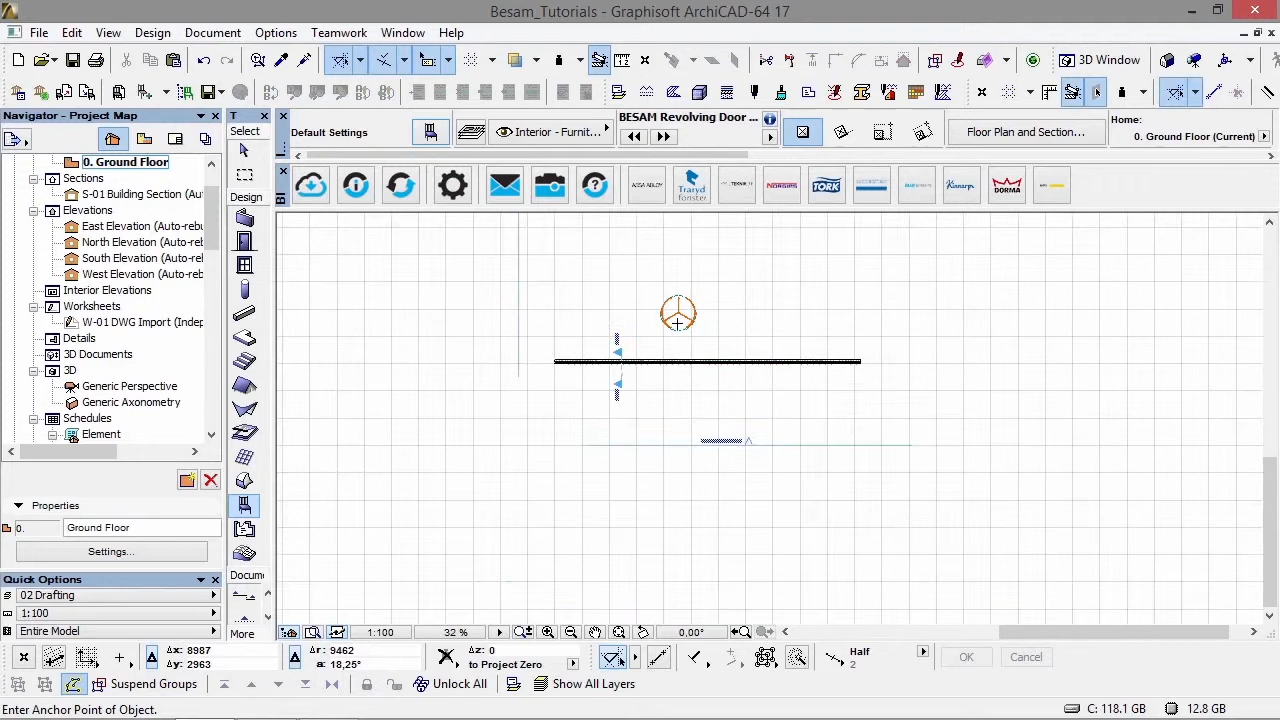 Besam_Tutorials - Graphisoft ArchiCAD-64 17
File Edit View Design Document Options Teamwork Window Help
3D Window
Navigator - Project Map
T
Select
Default Settings
Interior - Furnit...
BESAM Revolving Door ...
Floor Plan and Section...
Home:
0. Ground Floor (Current)
0. Ground Floor
Sections
S-01 Building Section (Au
Elevations
East Elevation (Auto-rebu
North Elevation (Auto-reb
South Elevation (Auto-reb
West Elevation (Auto-reb
Interior Elevations
Worksheets
W-01 DWG Import (Indep
Details
3D Documents
3D
Generic Perspective
Generic Axonometry
Schedules
Element
Design
ASSA ABLOY
Traryd
fönster
NORGIPS
TORK
Kinnarps
DORMA
Properties
0.
Ground Floor
Settings...
Quick Options
02 Drafting
1:100
Entire Model
Docume
More
1:100
32 %
0,00°
Δx: 8987
Δy: 2963
Δr: 9462
a: 18,25°
Δz: 0
to Project Zero
Half
2
OK
Cancel
Suspend Groups
Unlock All
Show All Layers
Enter Anchor Point of Object.
C: 118.1 GB
12.8 GB